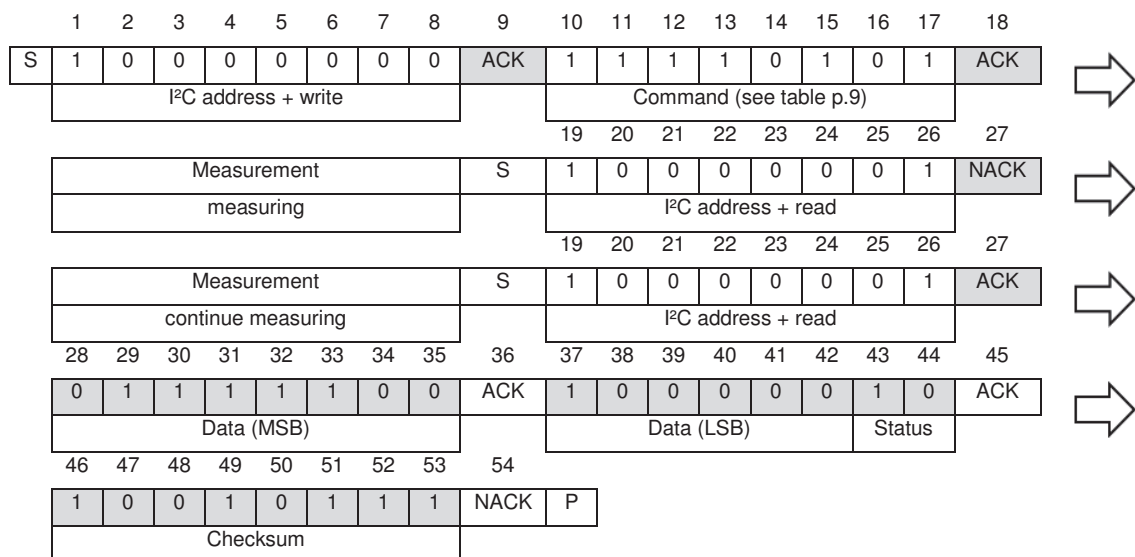 1 2 3 4 5 6 7 8 9 10 11 12 13 14 15 16 17 18
S 1 0 0 0 0 0 0 0 ACK 1 1 1 1 0 1 0 1 ACK
I²C address + write Command (see table p.9)
19 20 21 22 23 24 25 26 27
Measurement S 1 0 0 0 0 0 0 1 NACK
measuring I²C address + read
19 20 21 22 23 24 25 26 27
Measurement S 1 0 0 0 0 0 0 1 ACK
continue measuring I²C address + read
28 29 30 31 32 33 34 35 36 37 38 39 40 41 42 43 44 45
0 1 1 1 1 1 0 0 ACK 1 0 0 0 0 0 1 0 ACK
Data (MSB) Data (LSB) Status
46 47 48 49 50 51 52 53 54
1 0 0 1 0 1 1 1 NACK P
Checksum